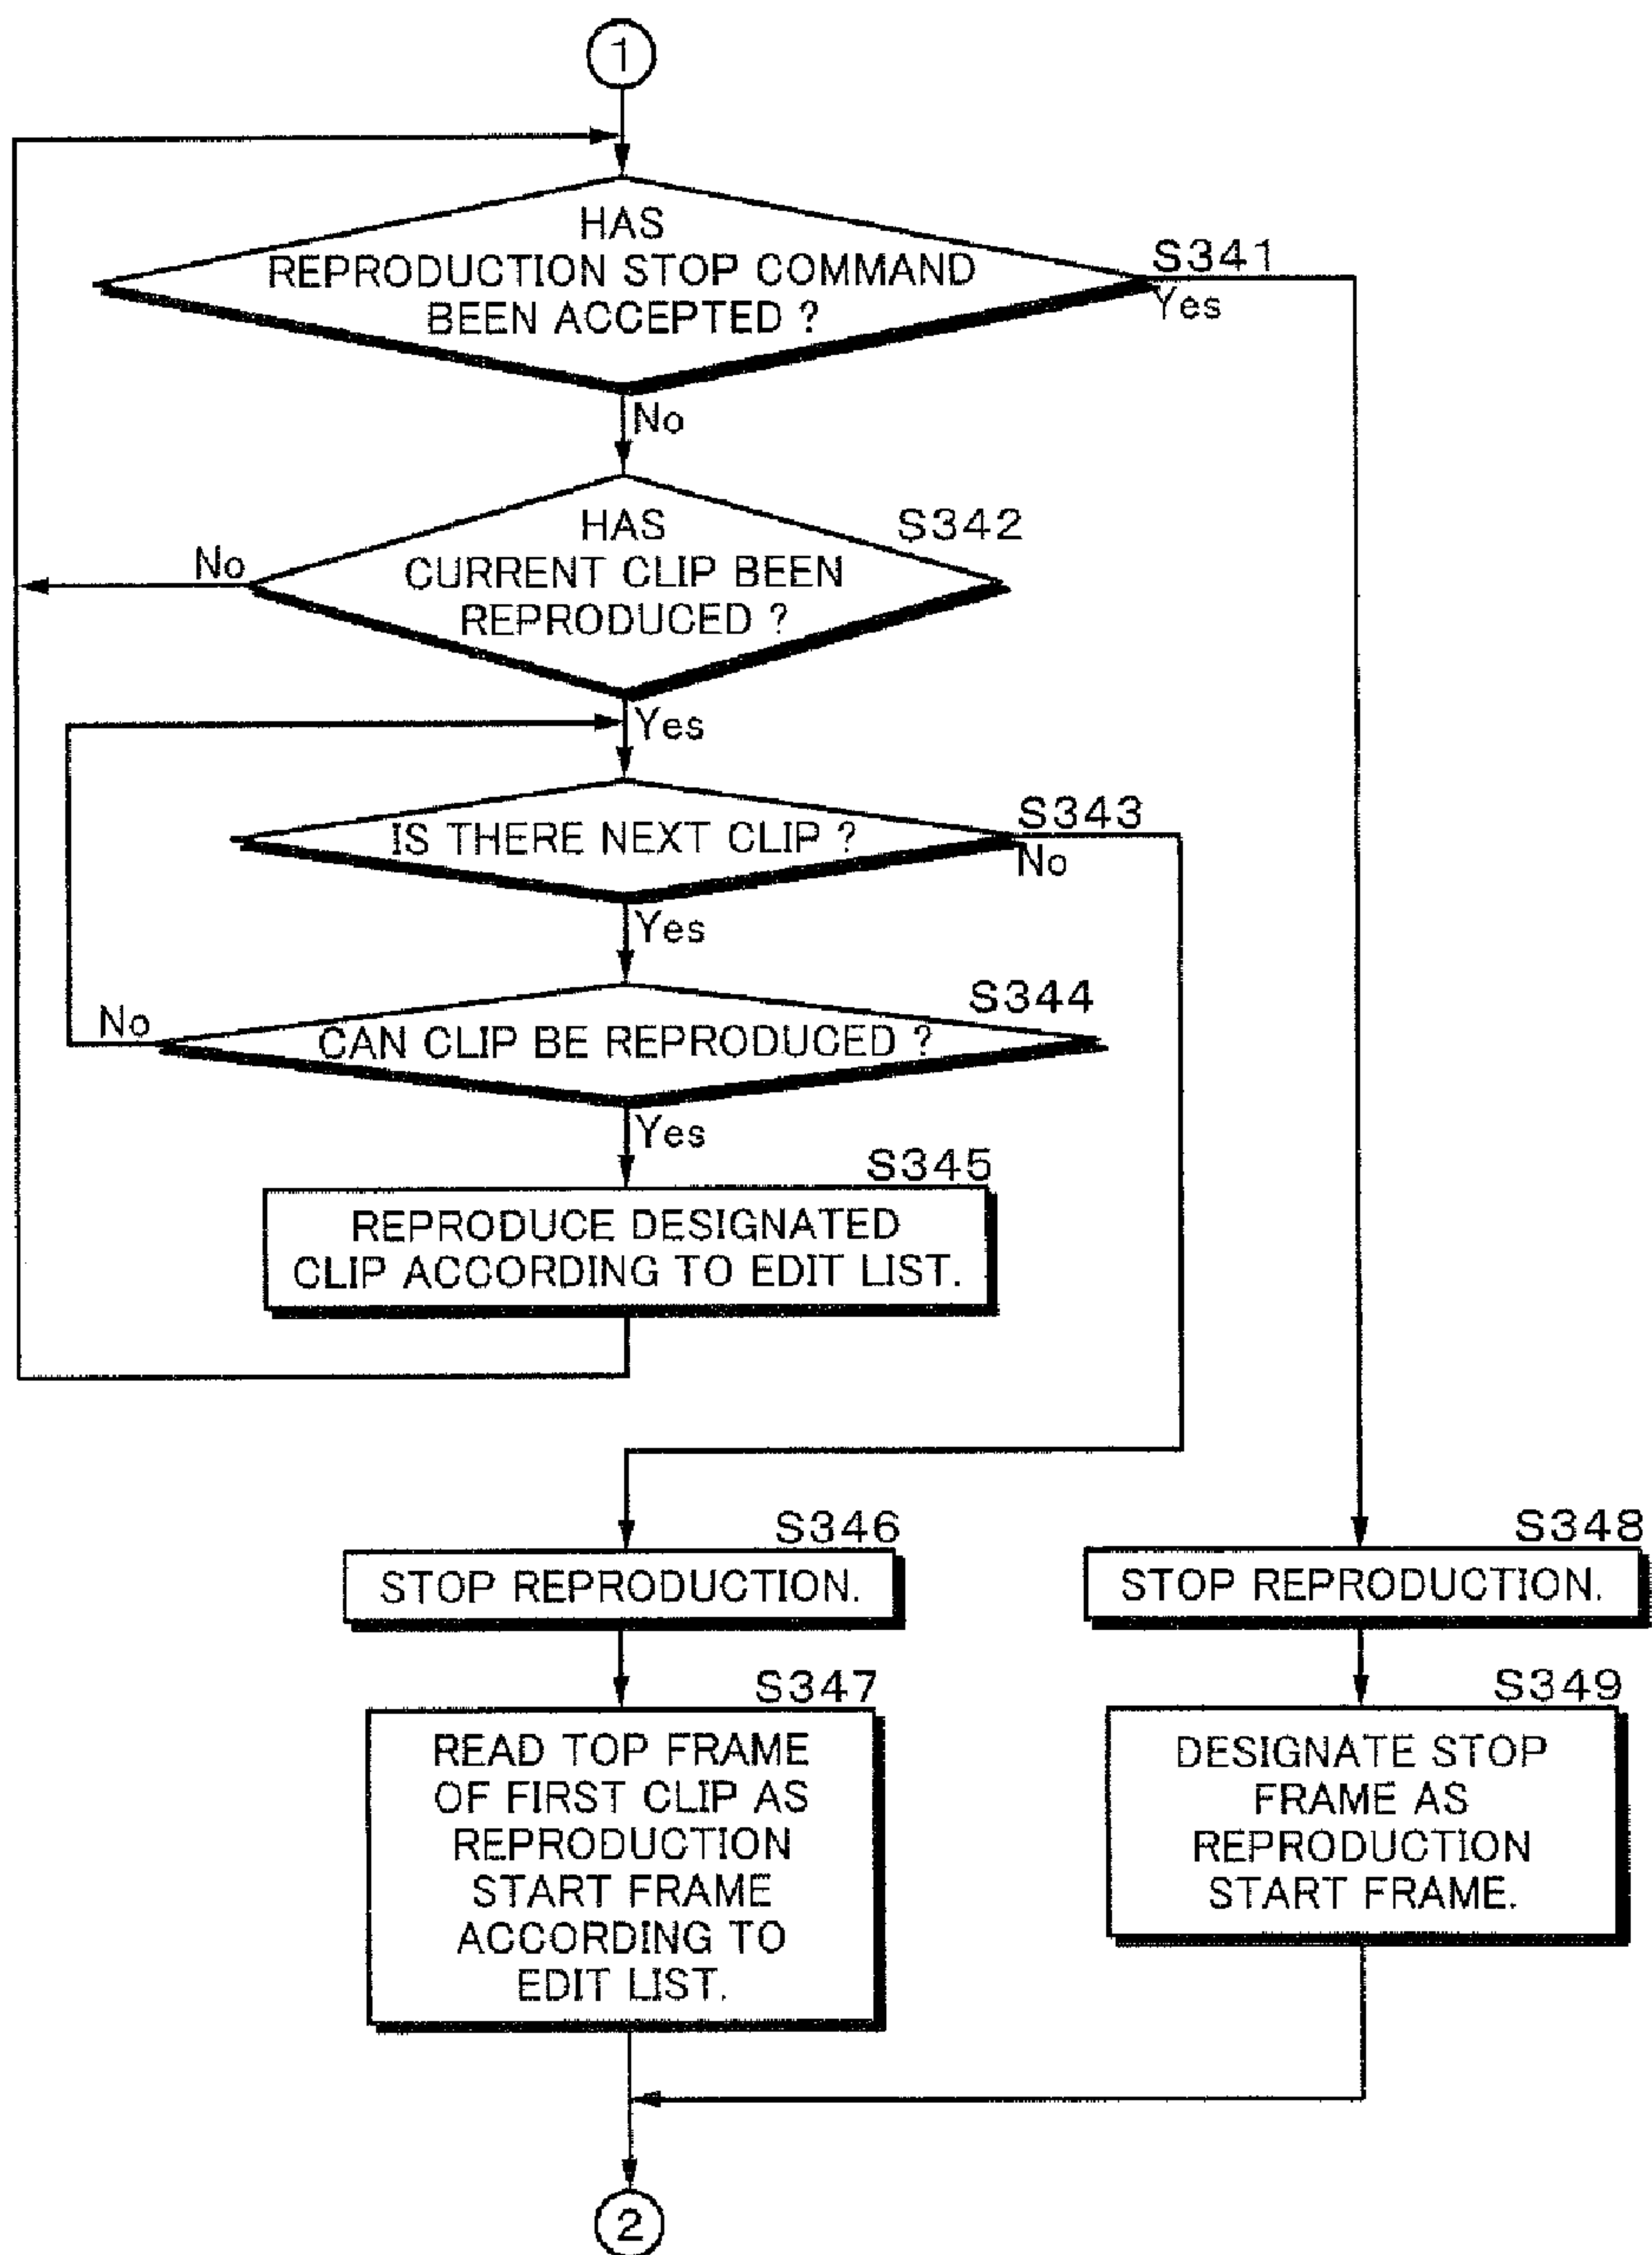 1
HAS
REPRODUCTION STOP COMMAND
BEEN ACCEPTED ?
S341
Yes
No
HAS
CURRENT CLIP BEEN
REPRODUCED ?
S342
No
Yes
IS THERE NEXT CLIP ?
S343
No
Yes
CAN CLIP BE REPRODUCED ?
S344
No
Yes
S345
REPRODUCE DESIGNATED
CLIP ACCORDING TO EDIT LIST.
S346
STOP REPRODUCTION.
S348
STOP REPRODUCTION.
S347
READ TOP FRAME
OF FIRST CLIP AS
REPRODUCTION
START FRAME
ACCORDING TO
EDIT LIST.
S349
DESIGNATE STOP
FRAME AS
REPRODUCTION
START FRAME.
2